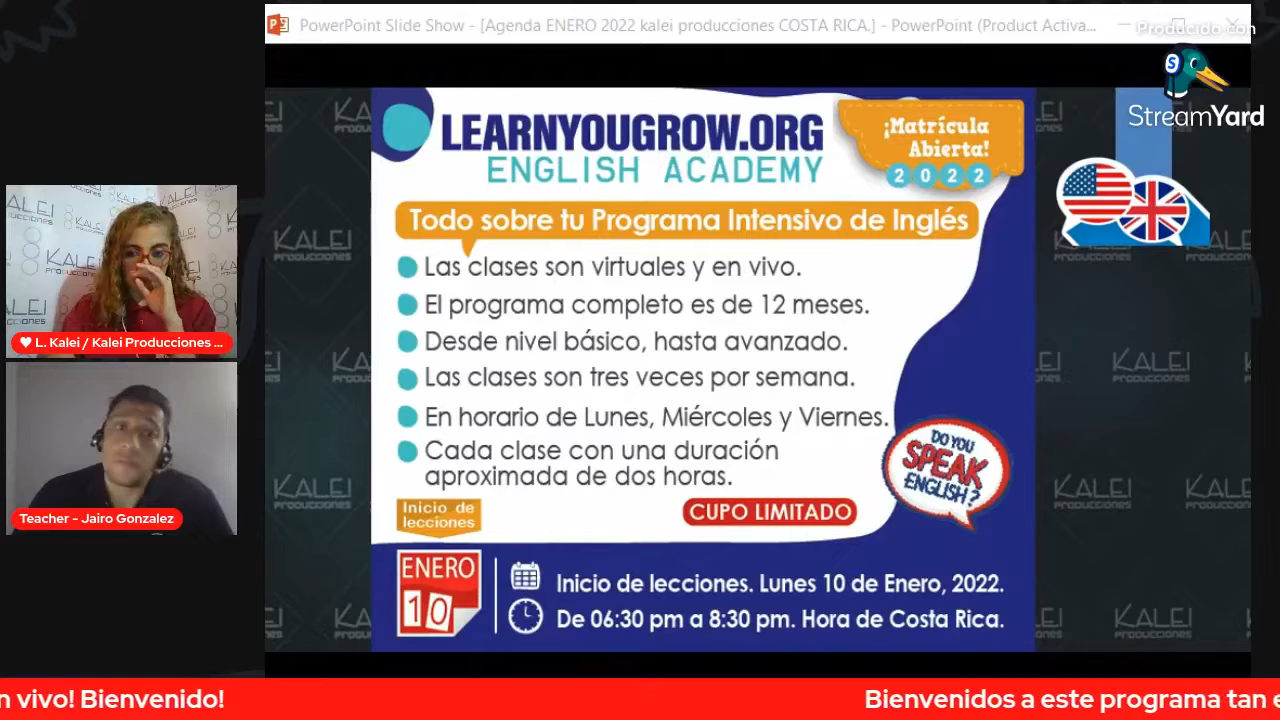 PowerPoint Slide Show - [Agenda ENERO 2022 kalei producciones COSTA RICA.] - PowerPoint (Product Activa...
Producido con
StreamYard
LEARNYOUGROW.ORG
ENGLISH ACADEMY
¡Matrícula
Abierta!
2022
Todo sobre tu Programa Intensivo de Inglés
Las clases son virtuales y en vivo.
El programa completo es de 12 meses.
Desde nivel básico, hasta avanzado.
Las clases son tres veces por semana.
En horario de Lunes, Miércoles y Viernes.
Cada clase con una duración
aproximada de dos horas.
DO YOU
SPEAK
ENGLISH?
Inicio de
lecciones
CUPO LIMITADO
ENERO
10
Inicio de lecciones. Lunes 10 de Enero, 2022.
De 06:30 pm a 8:30 pm. Hora de Costa Rica.
KALEI
Producciones
L. Kalei / Kalei Producciones ...
Teacher - Jairo Gonzalez
n vivo! Bienvenido!
Bienvenidos a este programa tan e